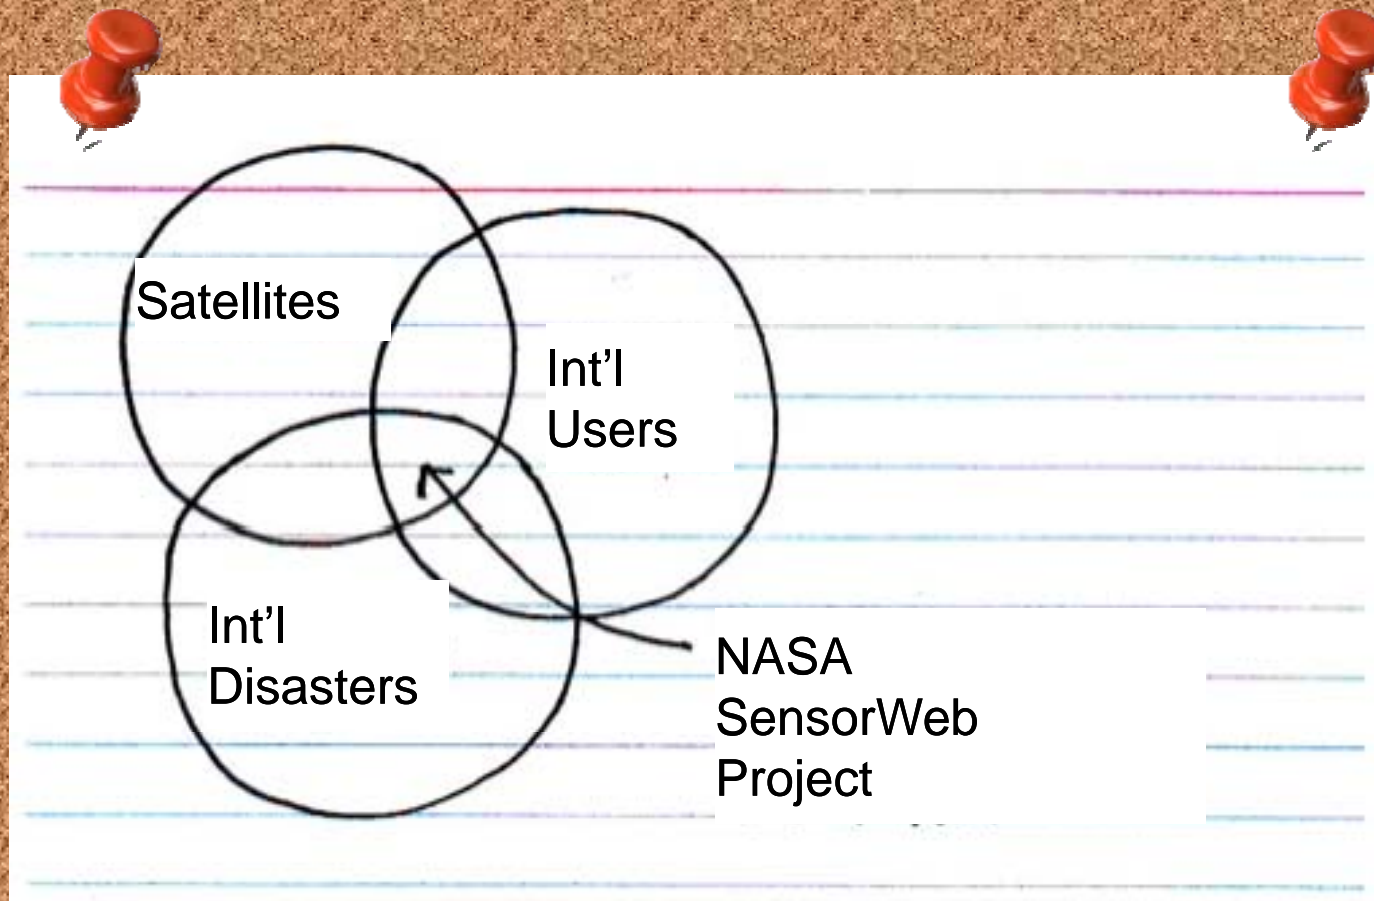 Satellites
Int'l
Users
Int'l
Disasters
NASA
SensorWeb
Project